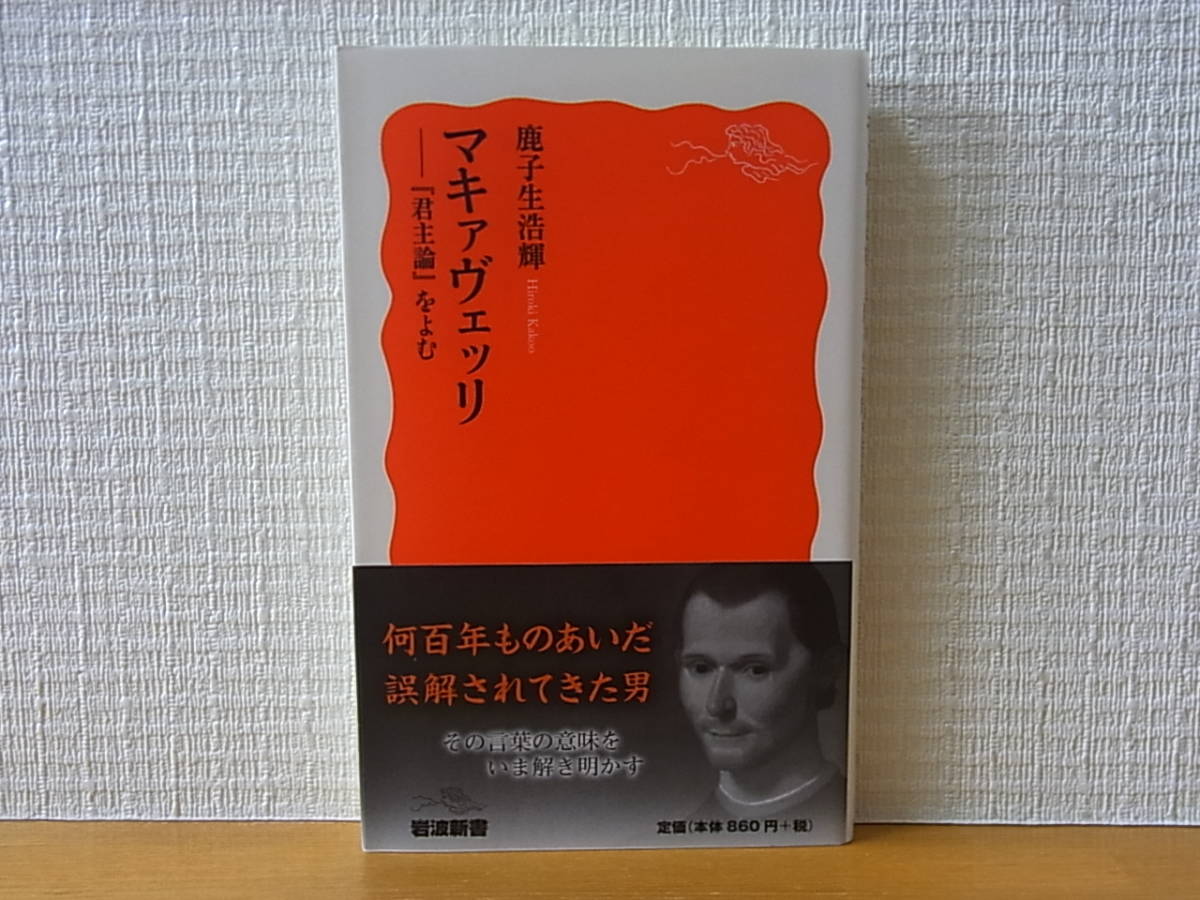 鹿子生浩輝 Hiroki Kakoo
マキァヴェッリ
──『君主論』をよむ
何百年ものあいだ
誤解されてきた男
その言葉の意味を
いま解き明かす
岩波新書
定価(本体860円+税)